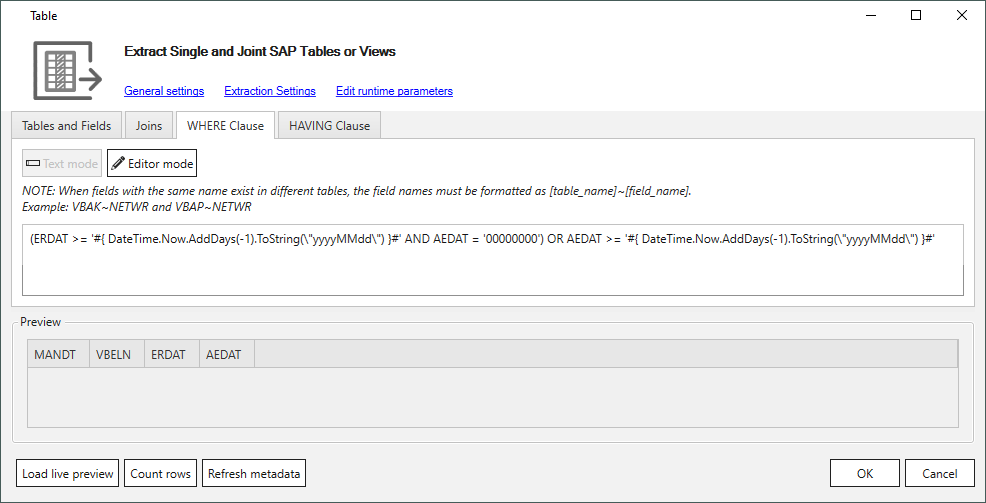 Table
Extract Single and Joint SAP Tables or Views
General settings Extraction Settings Edit runtime parameters
Tables and Fields Joins WHERE Clause HAVING Clause
Text mode Editor mode
NOTE: When fields with the same name exist in different tables, the field names must be formatted as [table_name]~[field_name].
Example: VBAK~NETWR and VBAP~NETWR
(ERDAT >= '#{ DateTime.Now.AddDays(-1).ToString(\"yyyyMMdd\") }#' AND AEDAT = '00000000') OR AEDAT >= '#{ DateTime.Now.AddDays(-1).ToString(\"yyyyMMdd\") }#'
Preview
MANDT VBELN ERDAT AEDAT
Load live preview Count rows Refresh metadata OK Cancel